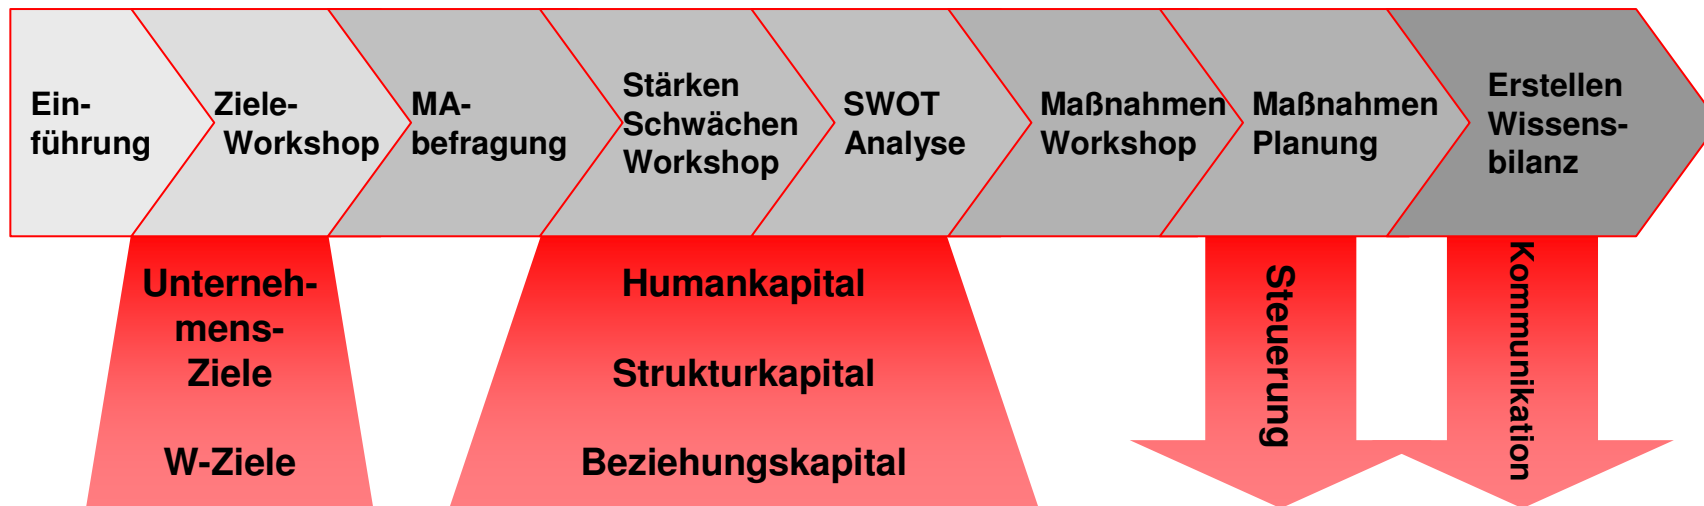 Ein-
führung
Ziele-
Workshop
MA-
befragung
Stärken
Schwächen
Workshop
SWOT
Analyse
Maßnahmen
Workshop
Maßnahmen
Planung
Erstellen
Wissens-
bilanz
Unterneh-
mens-
Ziele
W-Ziele
Humankapital
Strukturkapital
Beziehungskapital
Steuerung
Kommunikation